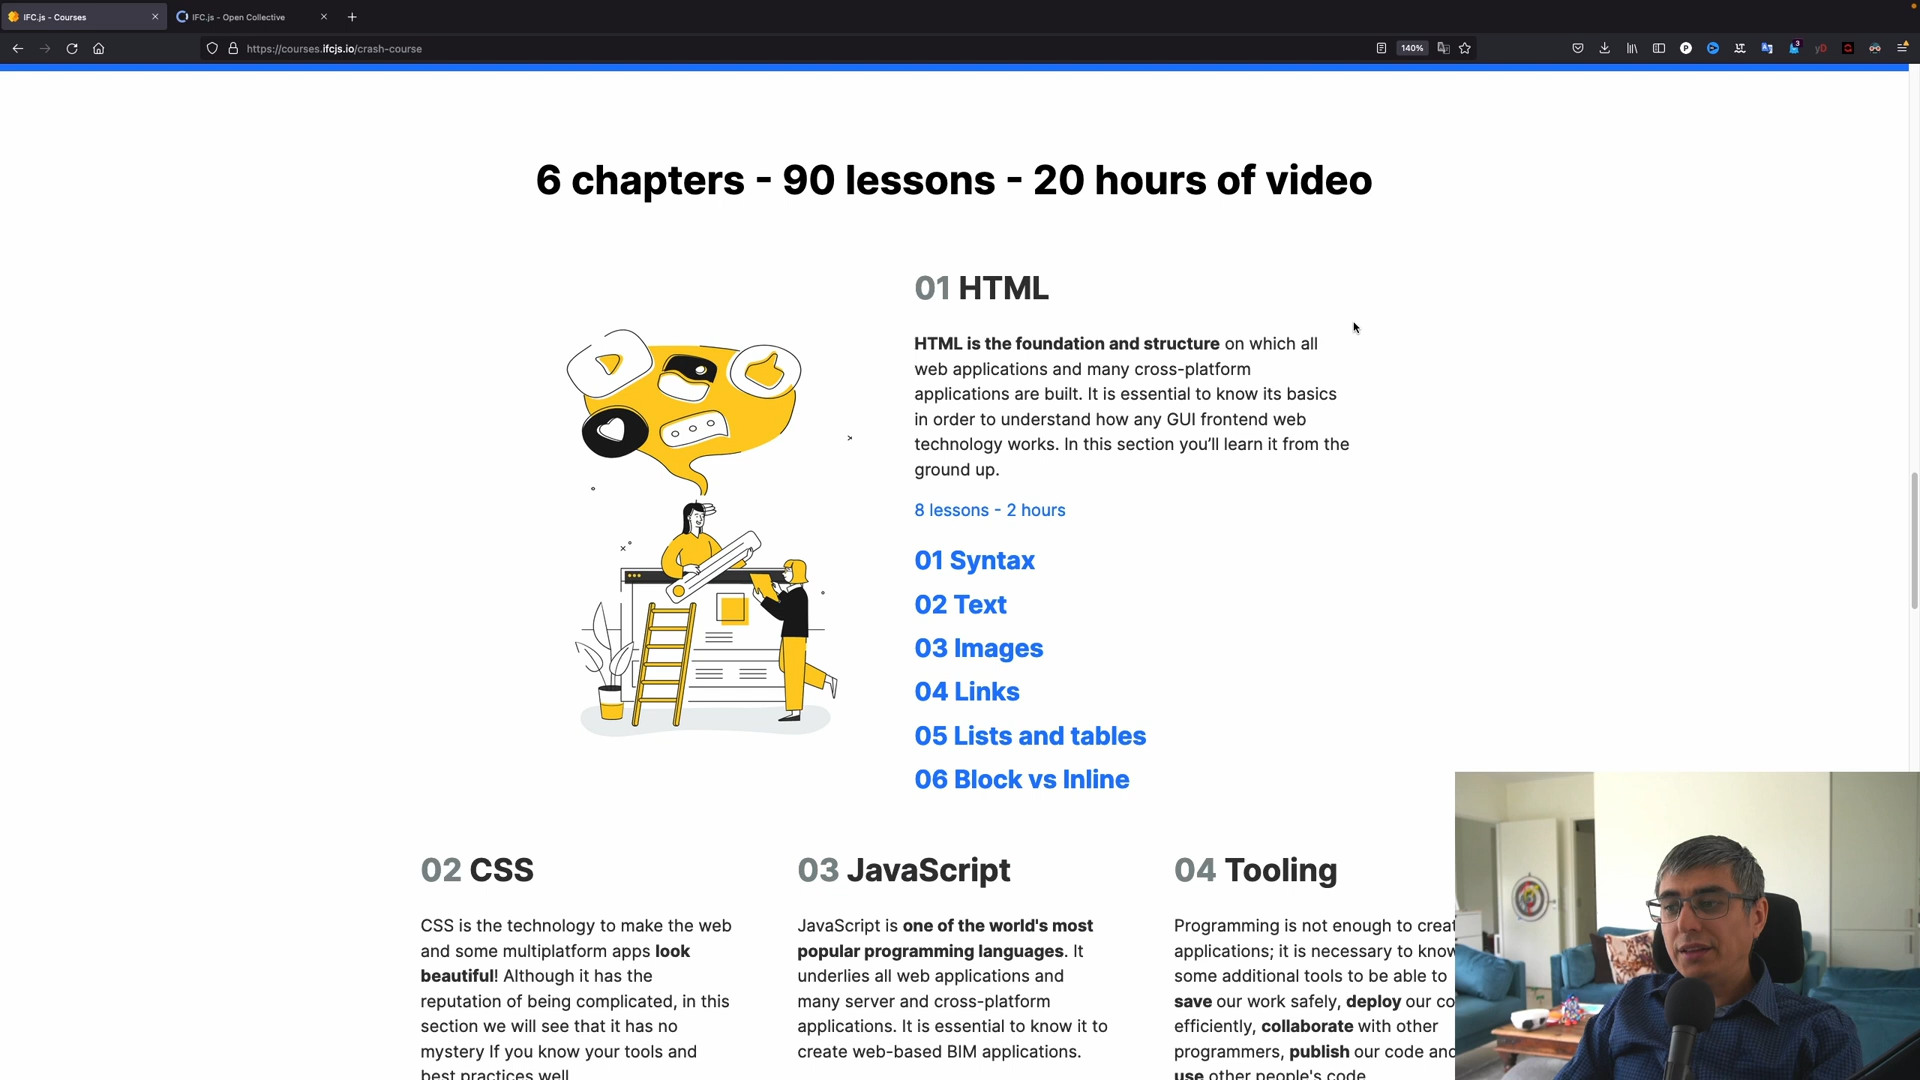 IFC.js - Courses
IFC.js - Open Collective
https://courses.ifcjs.io/crash-course
140%
6 chapters - 90 lessons - 20 hours of video
01 HTML
HTML is the foundation and structure on which all
web applications and many cross-platform
applications are built. It is essential to know its basics
in order to understand how any GUI frontend web
technology works. In this section you’ll learn it from the
ground up.
8 lessons - 2 hours
01 Syntax
02 Text
03 Images
04 Links
05 Lists and tables
06 Block vs Inline
02 CSS
CSS is the technology to make the web
and some multiplatform apps look
beautiful! Although it has the
reputation of being complicated, in this
section we will see that it has no
mystery If you know your tools and
best practices well
03 JavaScript
JavaScript is one of the world's most
popular programming languages. It
underlies all web applications and
many server and cross-platform
applications. It is essential to know it to
create web-based BIM applications.
04 Tooling
Programming is not enough to creat
applications; it is necessary to know
some additional tools to be able to
save our work safely, deploy our co
efficiently, collaborate with other
programmers, publish our code and
use other people's code